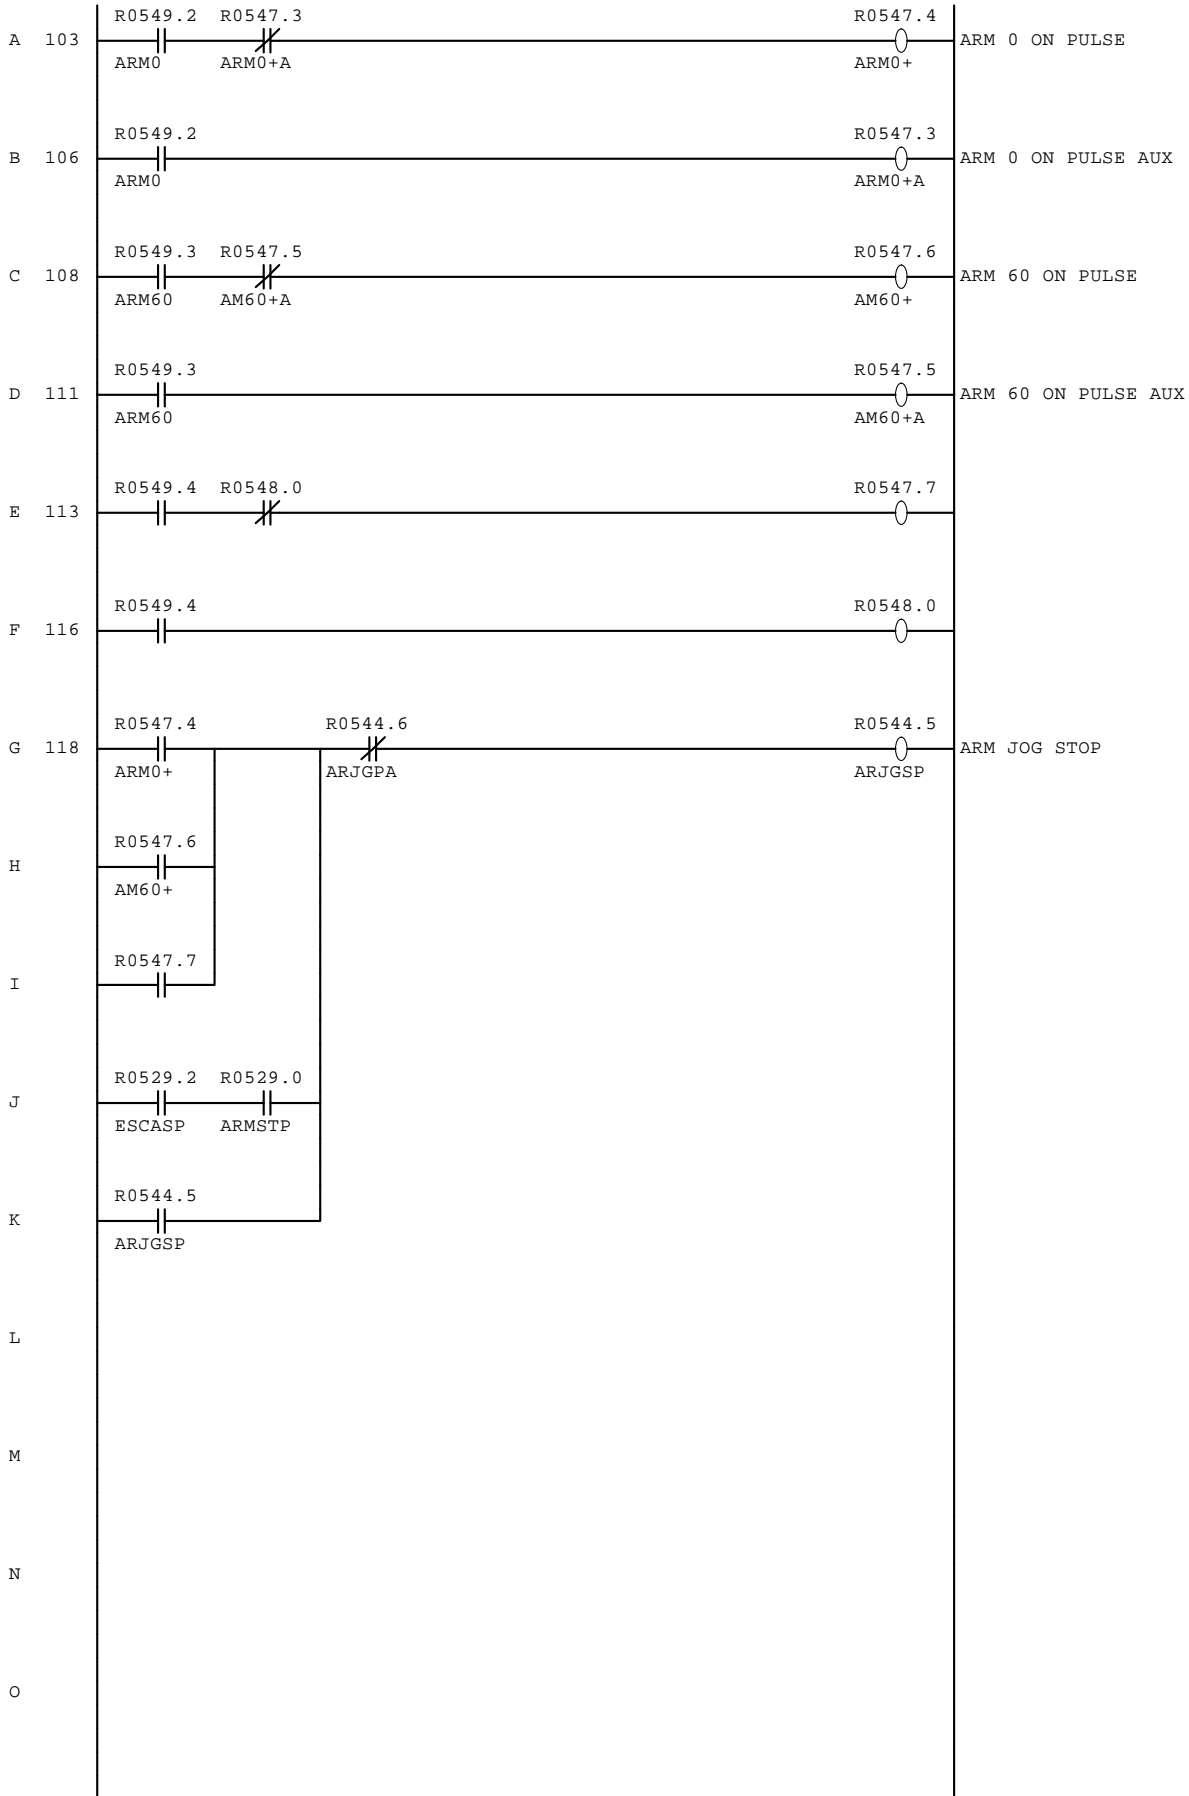 R0549.2 R0547.3 R0547.4
A 103 ARM 0 ON PULSE
ARM0 ARM0+A ARM0+
R0549.2 R0547.3
B 106 ARM 0 ON PULSE AUX
ARM0 ARM0+A
R0549.3 R0547.5 R0547.6
C 108 ARM 60 ON PULSE
ARM60 AM60+A AM60+
R0549.3 R0547.5
D 111 ARM 60 ON PULSE AUX
ARM60 AM60+A
R0549.4 R0548.0 R0547.7
E 113
R0549.4 R0548.0
F 116
R0547.4 R0544.6 R0544.5
G 118 ARM JOG STOP
ARM0+ ARJGPA ARJGSP
R0547.6
H
AM60+
R0547.7
I
R0529.2 R0529.0
J
ESCASP ARMSTP
R0544.5
K
ARJGSP
L
M
N
O